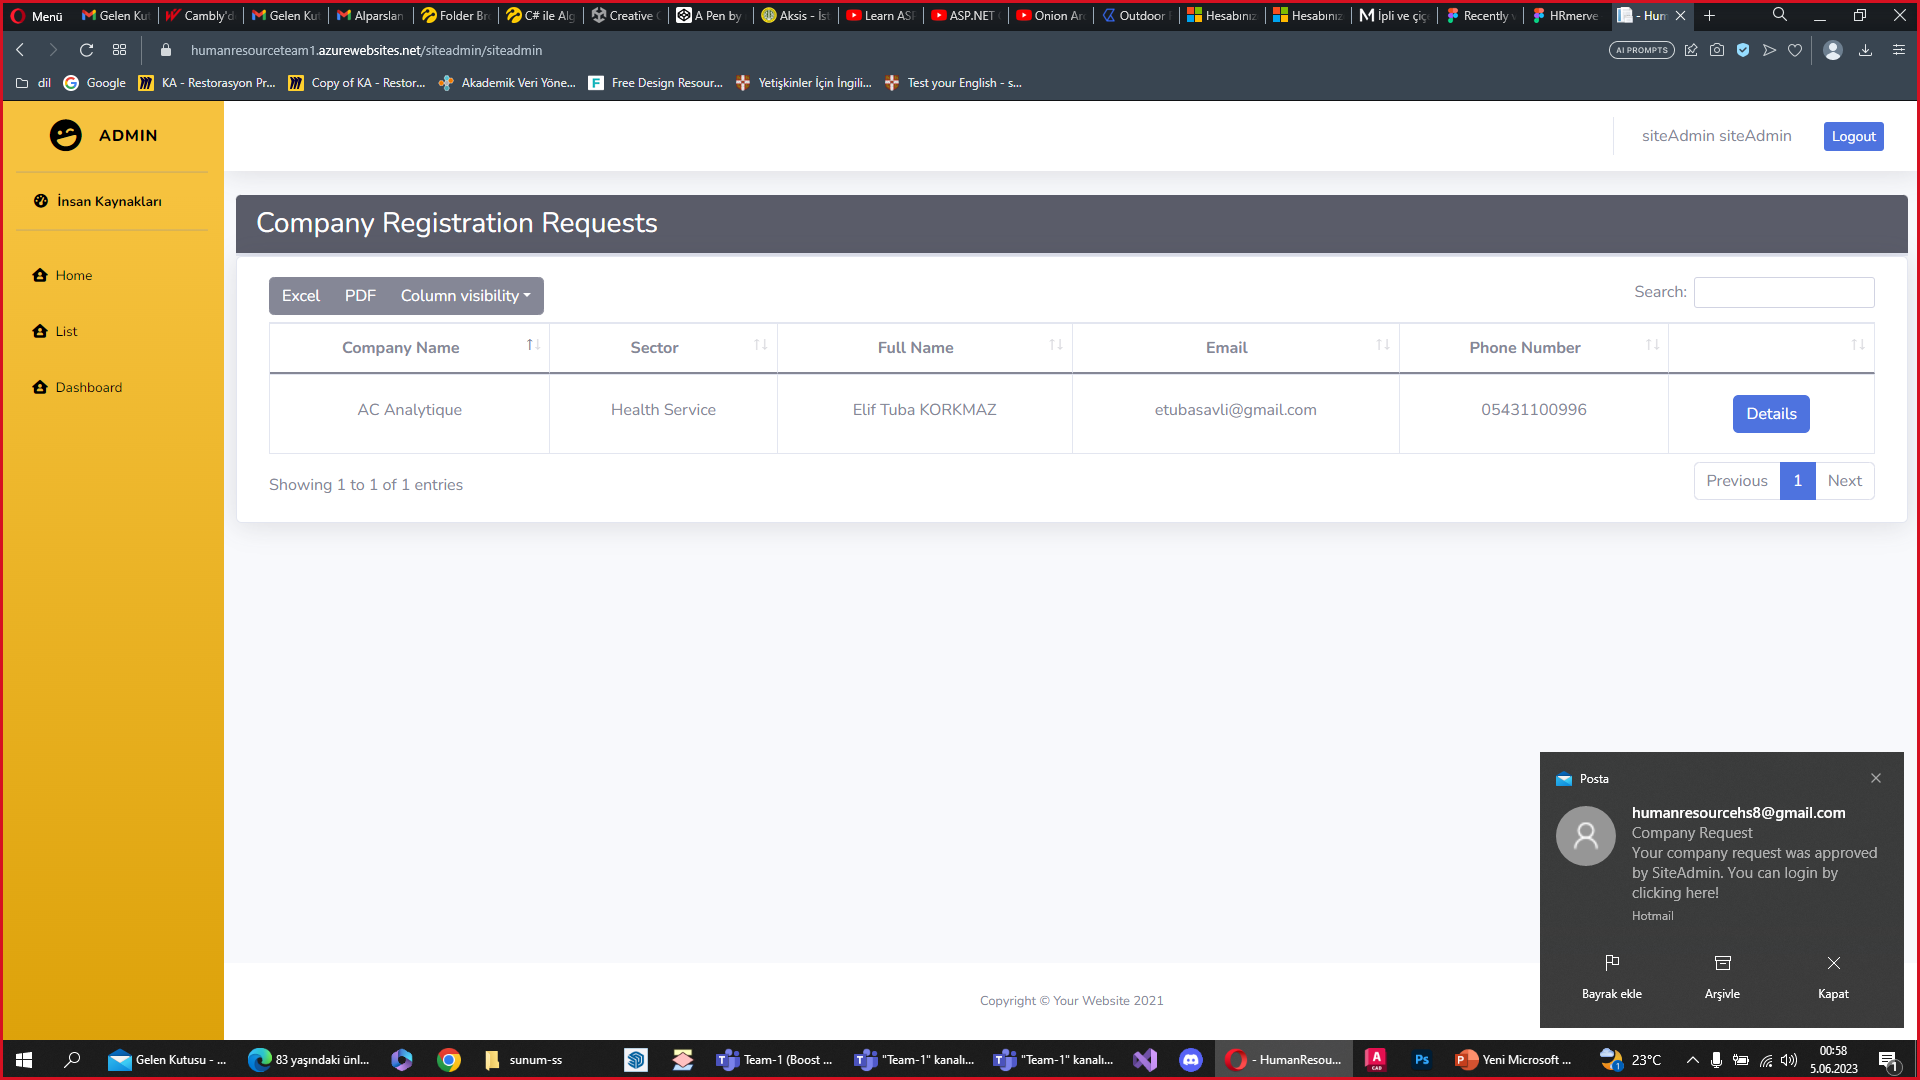 Menü
Gelen Kut
Cambly'd
Gelen Kut
Alparslan
Folder Bre
C# ile Alg
Creative C
A Pen by
Aksis - İst
Learn ASP
ASP.NET C
Onion Arc
Outdoor F
Hesabınız
Hesabınız
İpli ve çiç
Recently v
HRmerve
- Hum
humanresourceteam1.azurewebsites.net/siteadmin/siteadmin
AI PROMPTS
dil
Google
KA - Restorasyon Pr...
Copy of KA - Restor...
Akademik Veri Yöne...
Free Design Resour...
Yetişkinler İçin İngili...
Test your English - s...
ADMIN
siteAdmin siteAdmin
Logout
İnsan Kaynakları
Home
List
Dashboard
Company Registration Requests
Excel PDF Column visibility
Search:
Company Name Sector Full Name Email Phone Number
AC Analytique Health Service Elif Tuba KORKMAZ etubasavli@gmail.com 05431100996 Details
Showing 1 to 1 of 1 entries
Previous 1 Next
Posta
humanresourcehs8@gmail.com
Company Request
Your company request was approved
by SiteAdmin. You can login by
clicking here!
Hotmail
Bayrak ekle Arşivle Kapat
Copyright © Your Website 2021
Gelen Kutusu - ...
83 yaşındaki ünl...
sunum-ss
Team-1 (Boost ...
"Team-1" kanalı...
"Team-1" kanalı...
- HumanResou...
A
CAD
Ps
Yeni Microsoft ...
1
23°C
00:58
5.06.2023
1